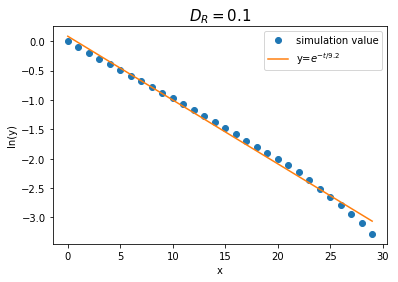 D_R = 0.1
simulation value
y=e^{-t/9.2}
0.0
-0.5
-1.0
-1.5
-2.0
-2.5
-3.0
ln(y)
0 5 10 15 20 25 30
x